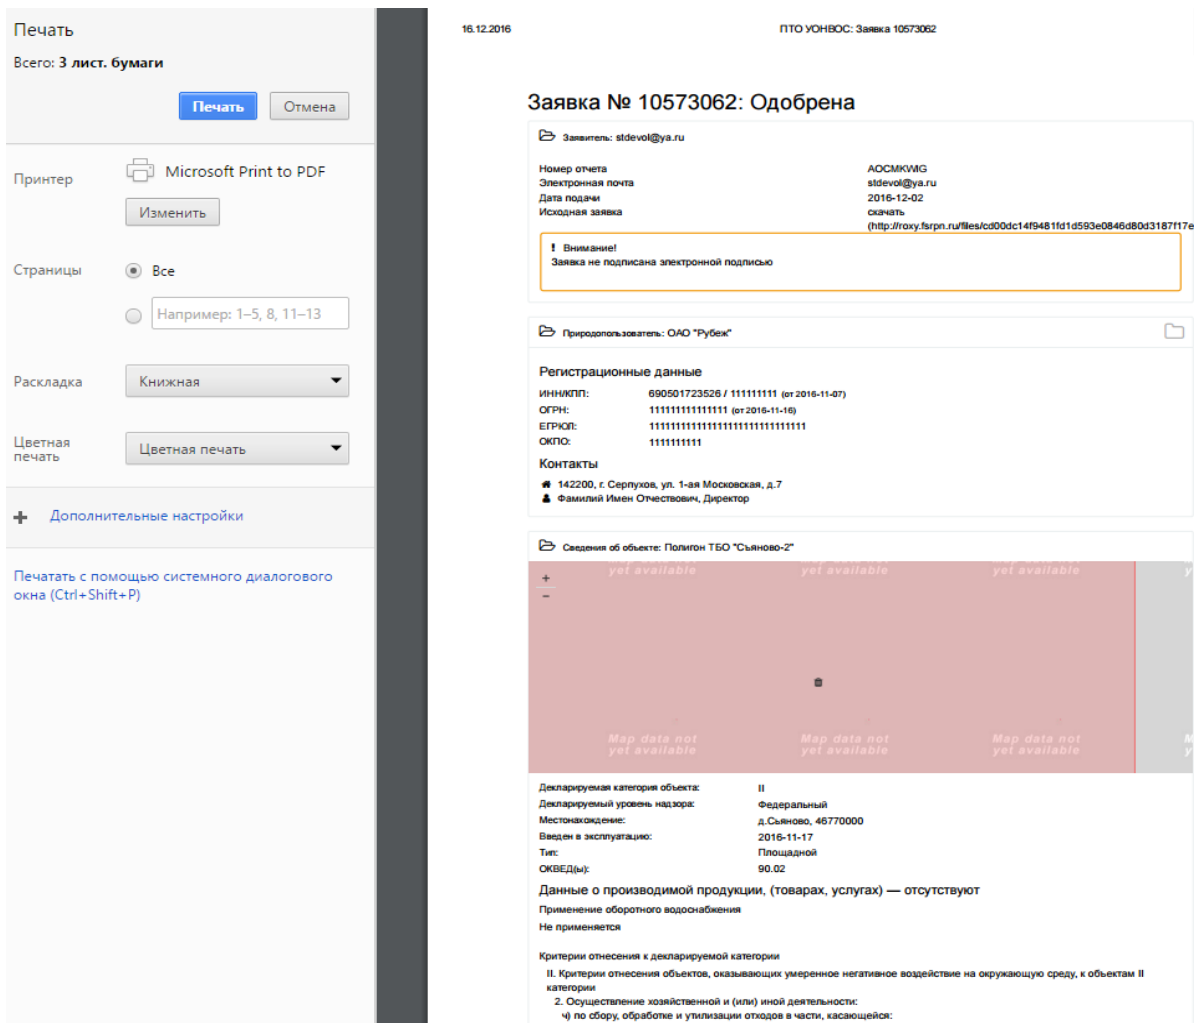 Печать
Всего: 3 лист. бумаги
Печать
Отмена
Принтер
Microsoft Print to PDF
Изменить
Страницы
Все
Например: 1–5, 8, 11–13
Раскладка
Книжная
Цветная печать
Цветная печать
Дополнительные настройки
Печатать с помощью системного диалогового
окна (Ctrl+Shift+P)
16.12.2016
ПТО УОНВОС: Заявка 10573062
Заявка № 10573062: Одобрена
Заявитель: stdevol@ya.ru
Номер отчета AOCMKWIG
Электронная почта stdevol@ya.ru
Дата подачи 2016-12-02
Исходная заявка скачать
(http://roxy.fsrpn.ru/files/cd00dc14f9481fd1d593e0846d80d3187f17e
! Внимание!
Заявка не подписана электронной подписью
Природопользователь: ОАО "Рубеж"
Регистрационные данные
ИНН/КПП: 690501723526 / 111111111 (от 2016-11-07)
ОГРН: 111111111111111 (от 2016-11-16)
ЕГРЮЛ: 11111111111111111111111111111
ОКПО: 1111111111
Контакты
142200, г. Серпухов, ул. 1-ая Московская, д.7
Фамилий Имен Отчествович, Директор
Сведения об объекте: Полигон ТБО "Съяново-2"
yet available yet available yet available
+
−
Map data not Map data not Map data not
yet available yet available yet available
Декларируемая категория объекта: II
Декларируемый уровень надзора: Федеральный
Местонахождение: д.Сьяново, 46770000
Введен в эксплуатацию: 2016-11-17
Тип: Площадной
ОКВЕД(ы): 90.02
Данные о производимой продукции, (товарах, услугах) — отсутствуют
Применение оборотного водоснабжения
Не применяется
Критерии отнесения к декларируемой категории
II. Критерии отнесения объектов, оказывающих умеренное негативное воздействие на окружающую среду, к объектам II
категории
2. Осуществление хозяйственной и (или) иной деятельности:
ч) по сбору, обработке и утилизации отходов в части, касающейся: